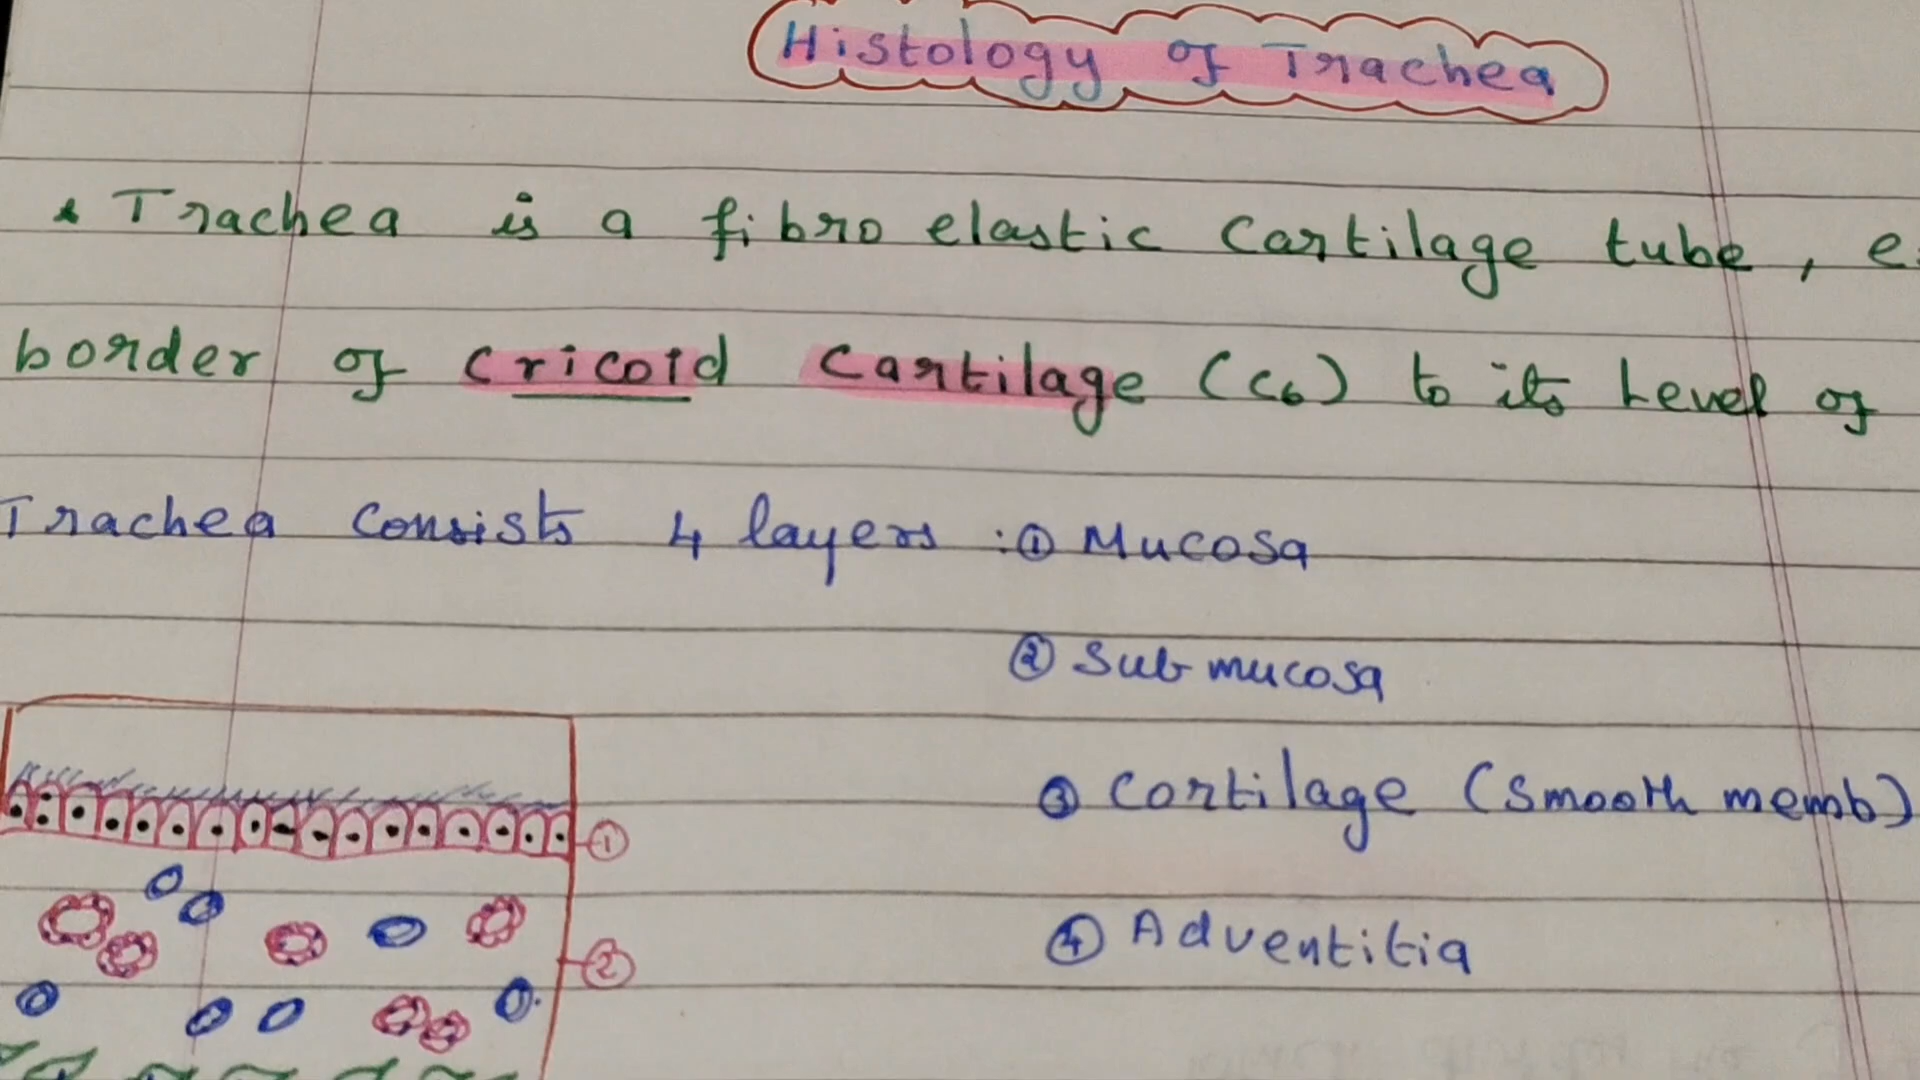 Histology of Trachea
* Trachea is a fibro elastic Cartilage tube,
border of Cricoid Cartilage (C6) to its Level of
Trachea Consists 4 layers : ① Mucosa
② Sub mucosa
③ Cartilage (Smooth memb)
④ Adventitia
①
②